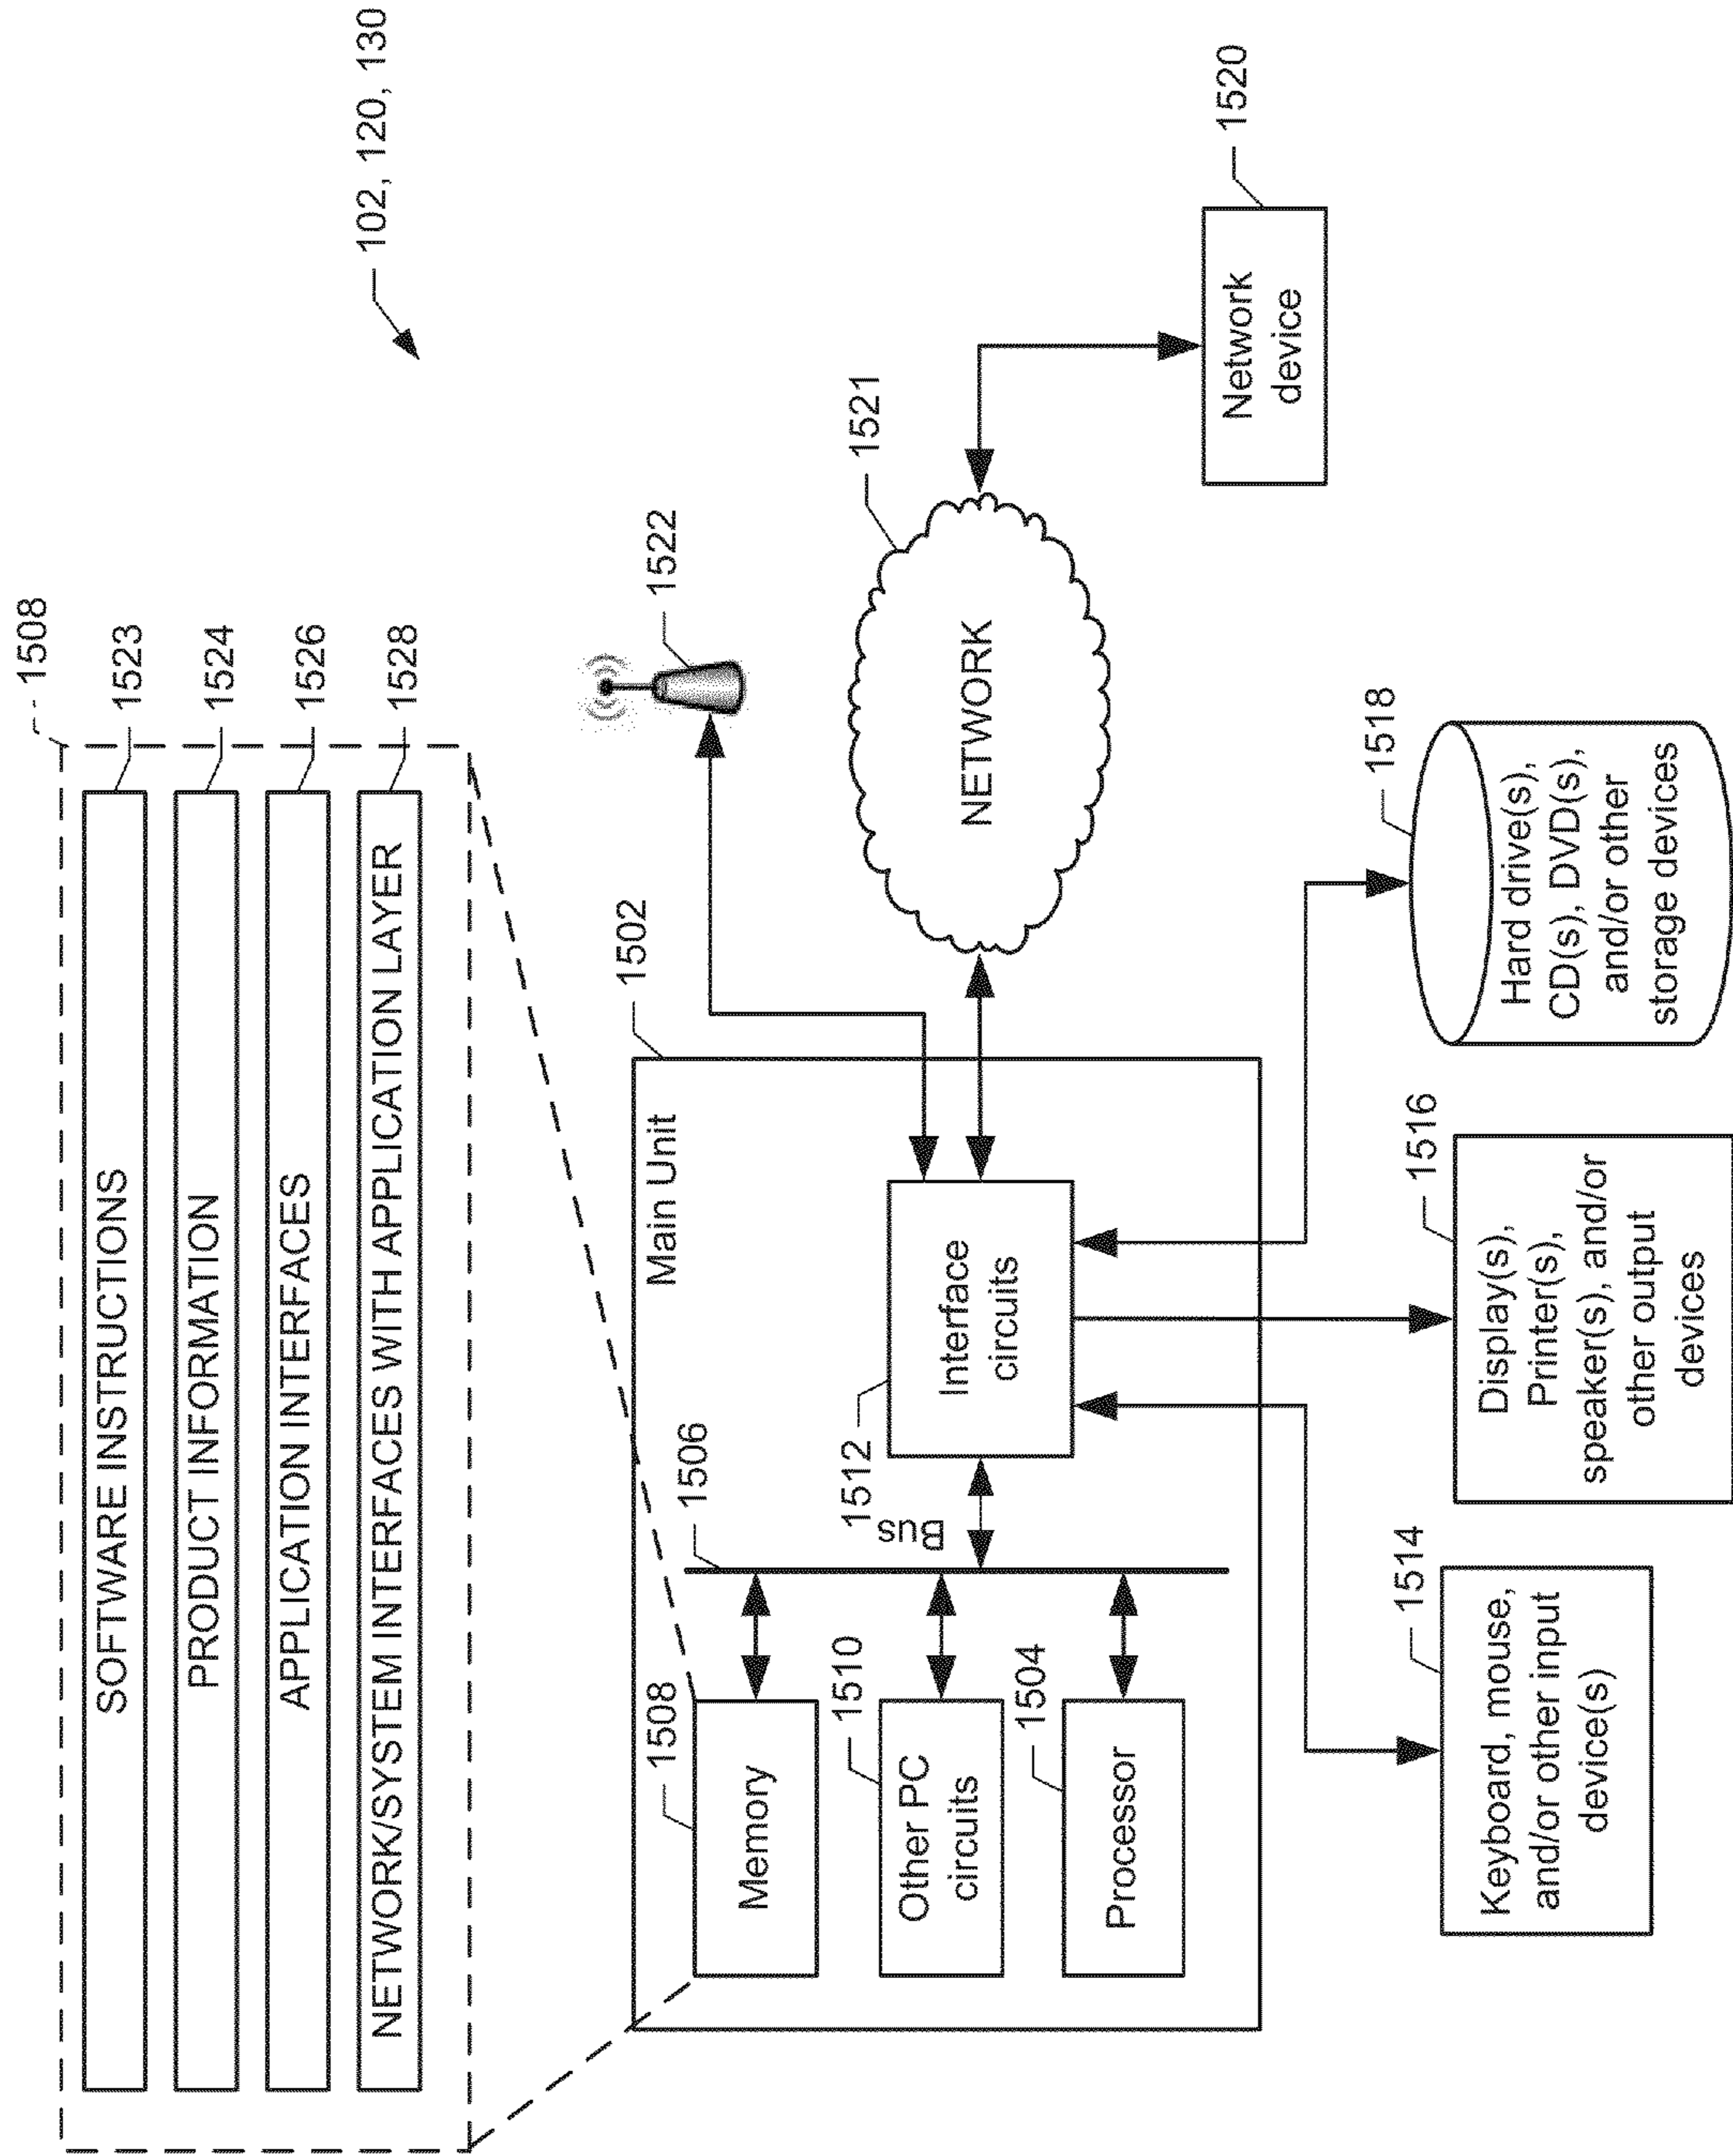 1508
SOFTWARE INSTRUCTIONS
1523
PRODUCT INFORMATION
1524
APPLICATION INTERFACES
1526
NETWORK/SYSTEM INTERFACES WITH APPLICATION LAYER
1528
102, 120, 130
1522
1502
Main Unit
1508
Memory
1506
Bus
1510
Other PC
circuits
1504
Processor
1512
Interface
circuits
1521
NETWORK
1520
Network
device
1514
Keyboard, mouse,
and/or other input
device(s)
1516
Display(s),
Printer(s),
speaker(s), and/or
other output
devices
1518
Hard drive(s),
CD(s), DVD(s),
and/or other
storage devices